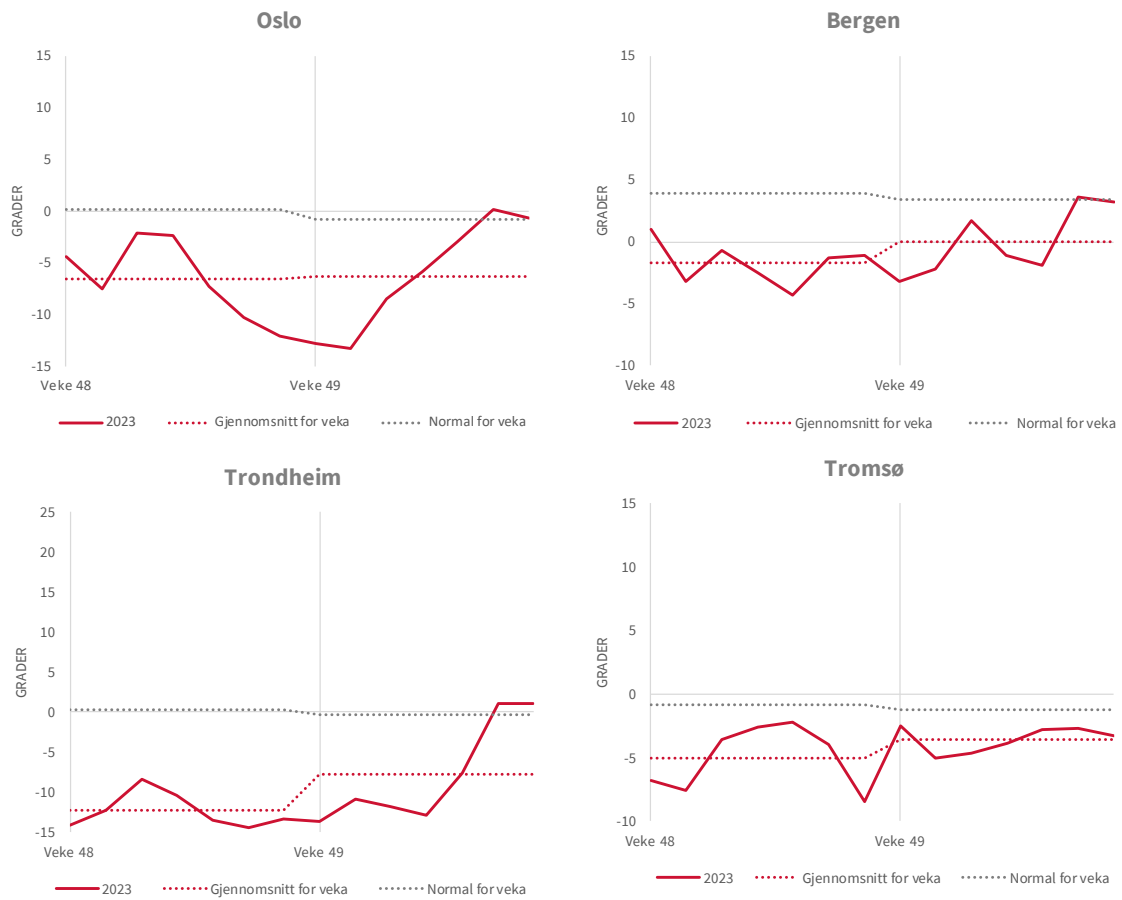 Oslo
15
10
5
0
-5
-10
-15
GRADER
Veke 48
Veke 49
2023
Gjennomsnitt for veka
Normal for veka
Bergen
15
10
5
0
-5
-10
GRADER
Veke 48
Veke 49
2023
Gjennomsnitt for veka
Normal for veka
Trondheim
25
20
15
10
5
0
-5
-10
-15
GRADER
Veke 48
Veke 49
2023
Gjennomsnitt for veka
Normal for veka
Tromsø
15
10
5
0
-5
-10
GRADER
Veke 48
Veke 49
2023
Gjennomsnitt for veka
Normal for veka